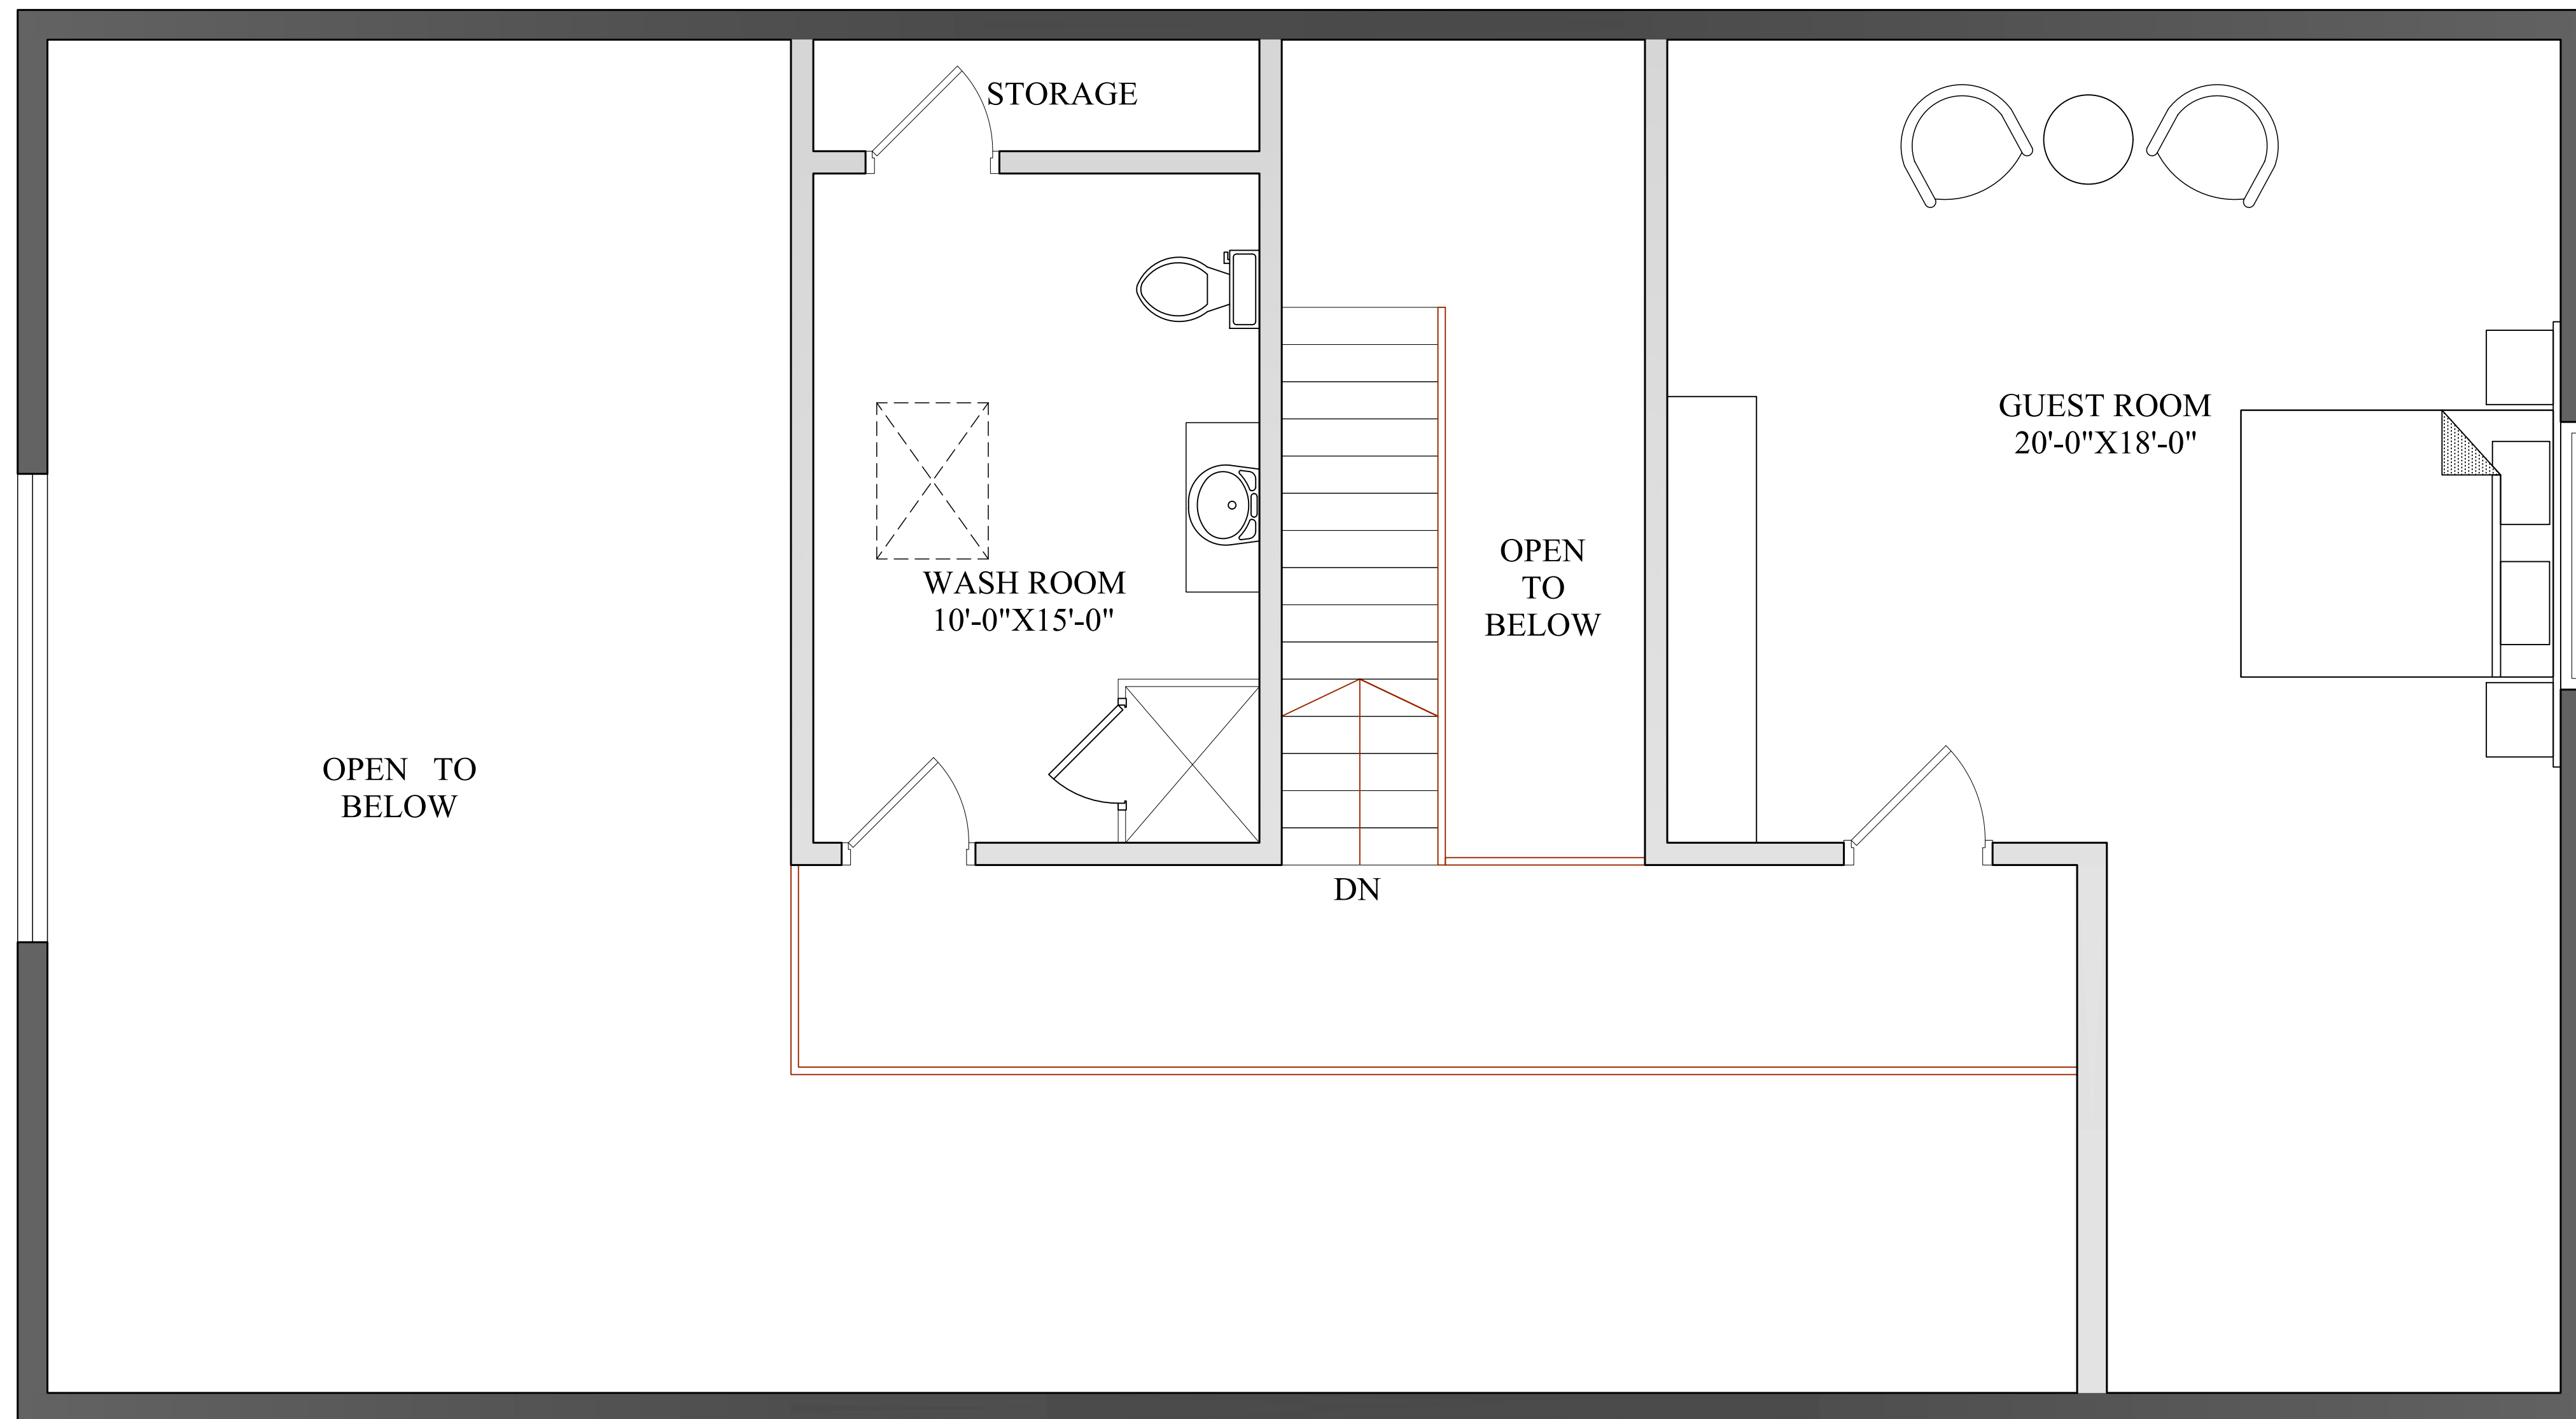 STORAGE
GUEST ROOM
20'-0"X18'-0"
OPEN
TO
BELOW
WASH ROOM
10'-0"X15'-0"
OPEN TO
BELOW
DN